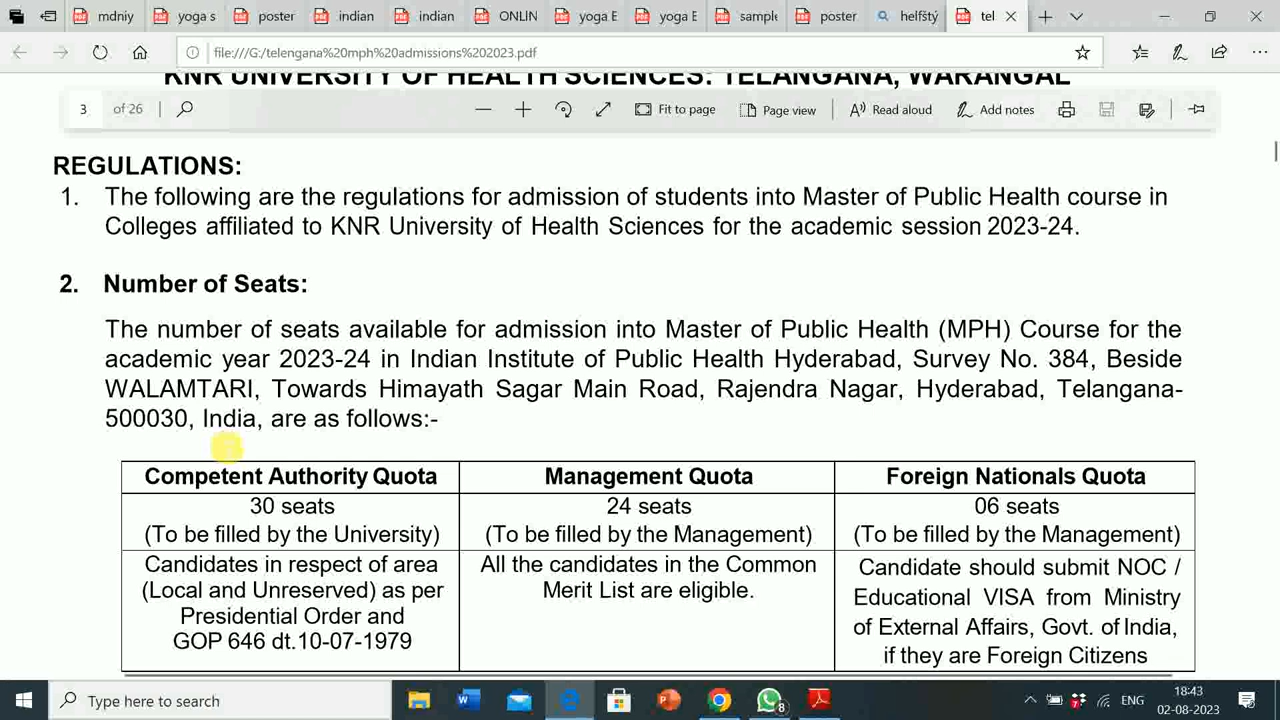 mdniy
yoga s
poster
indian
indian
ONLIN
yoga E
yoga E
sampl
poster
helfštý
tel
file:///G:/telengana%20mph%20admissions%202023.pdf
KNR UNIVERSITY OF HEALTH SCIENCES: TELANGANA, WARANGAL
3 of 26
Fit to page
Page view
Read aloud
Add notes
REGULATIONS:
1. The following are the regulations for admission of students into Master of Public Health course in
Colleges affiliated to KNR University of Health Sciences for the academic session 2023-24.
2. Number of Seats:
The number of seats available for admission into Master of Public Health (MPH) Course for the
academic year 2023-24 in Indian Institute of Public Health Hyderabad, Survey No. 384, Beside
WALAMTARI, Towards Himayath Sagar Main Road, Rajendra Nagar, Hyderabad, Telangana-
500030, India, are as follows:-
Competent Authority Quota
Management Quota
Foreign Nationals Quota
30 seats
(To be filled by the University)
24 seats
(To be filled by the Management)
06 seats
(To be filled by the Management)
Candidates in respect of area
(Local and Unreserved) as per
Presidential Order and
GOP 646 dt.10-07-1979
All the candidates in the Common
Merit List are eligible.
Candidate should submit NOC /
Educational VISA from Ministry
of External Affairs, Govt. of India,
if they are Foreign Citizens
Type here to search
8
7
ENG
18:43
02-08-2023